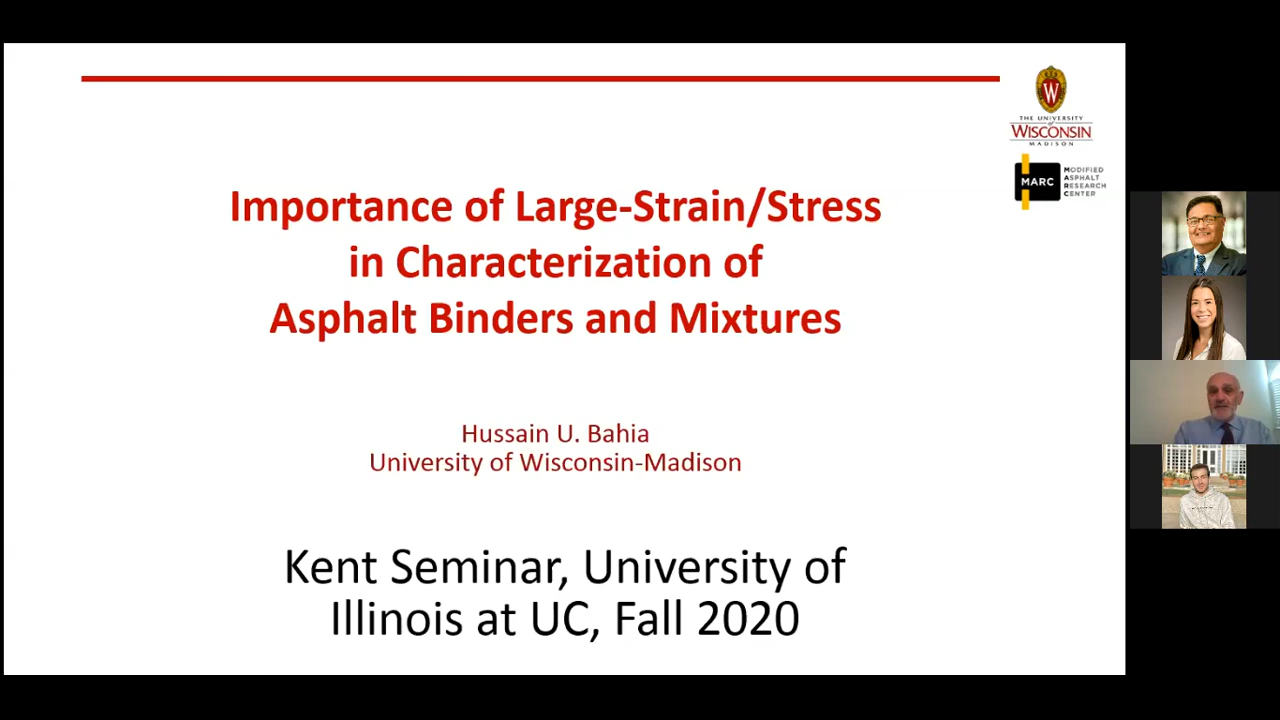 THE UNIVERSITY
of
WISCONSIN
MADISON
MARC
MODIFIED
ASPHALT
RESEARCH
CENTER
Importance of Large-Strain/Stress
in Characterization of
Asphalt Binders and Mixtures
Hussain U. Bahia
University of Wisconsin-Madison
Kent Seminar, University of
Illinois at UC, Fall 2020